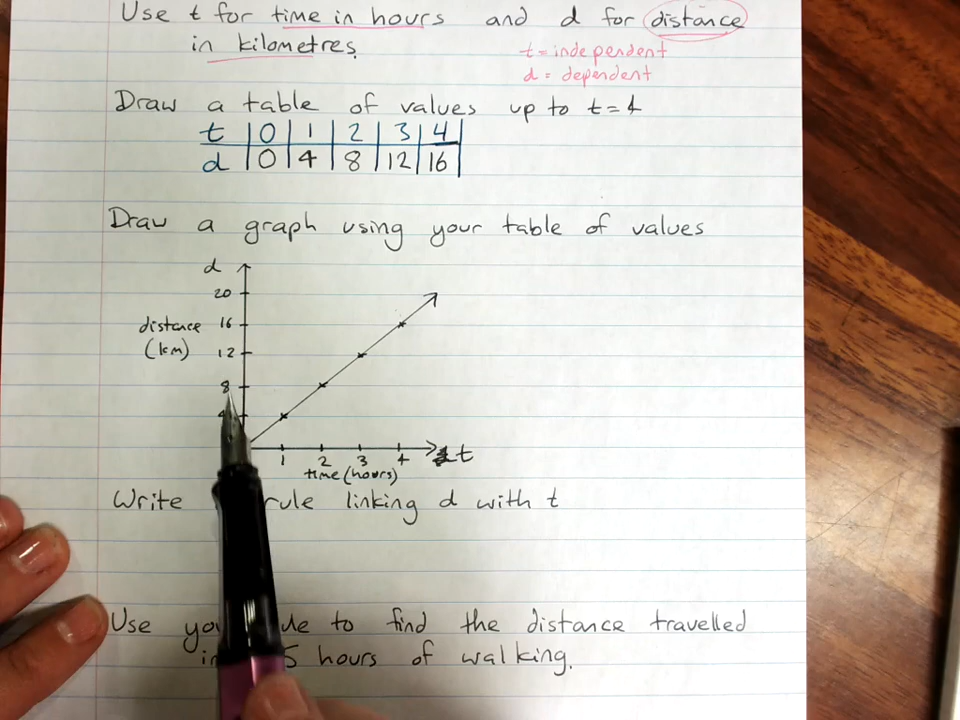 Use t for time in hours and d for distance
in kilometres.
t = independent
d = dependent
Draw a table of values up to t = 4
t | 0 | 1 | 2 | 3 | 4 |
d | 0 | 4 | 8 | 12 | 16 |
Draw a graph using your table of values
d
20
distance 16
(km) 12
8
1 2 3 4 t
time (hours)
Write rule linking d with t
Use to find the distance travelled
5 hours of walking.